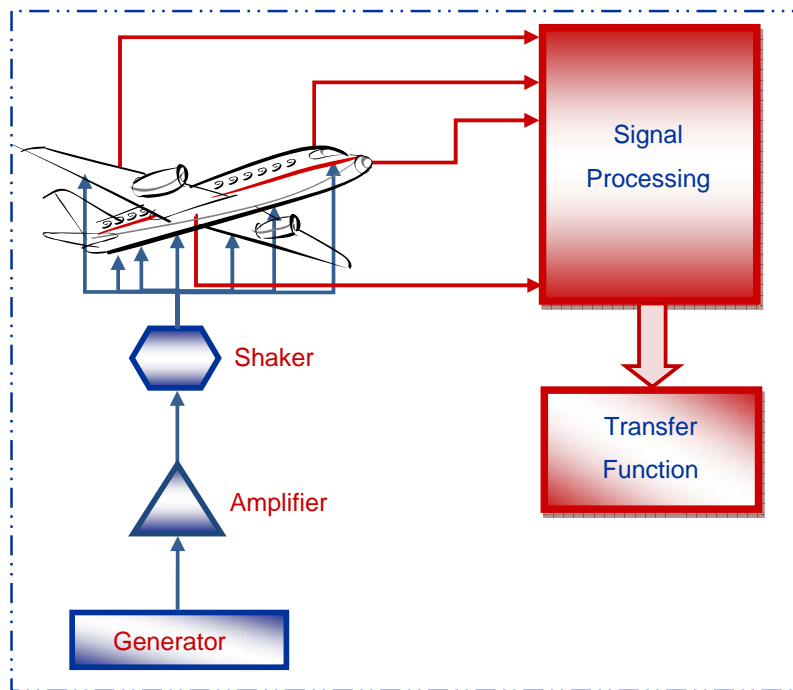 Signal
Processing
Shaker
Transfer
Function
Amplifier
Generator